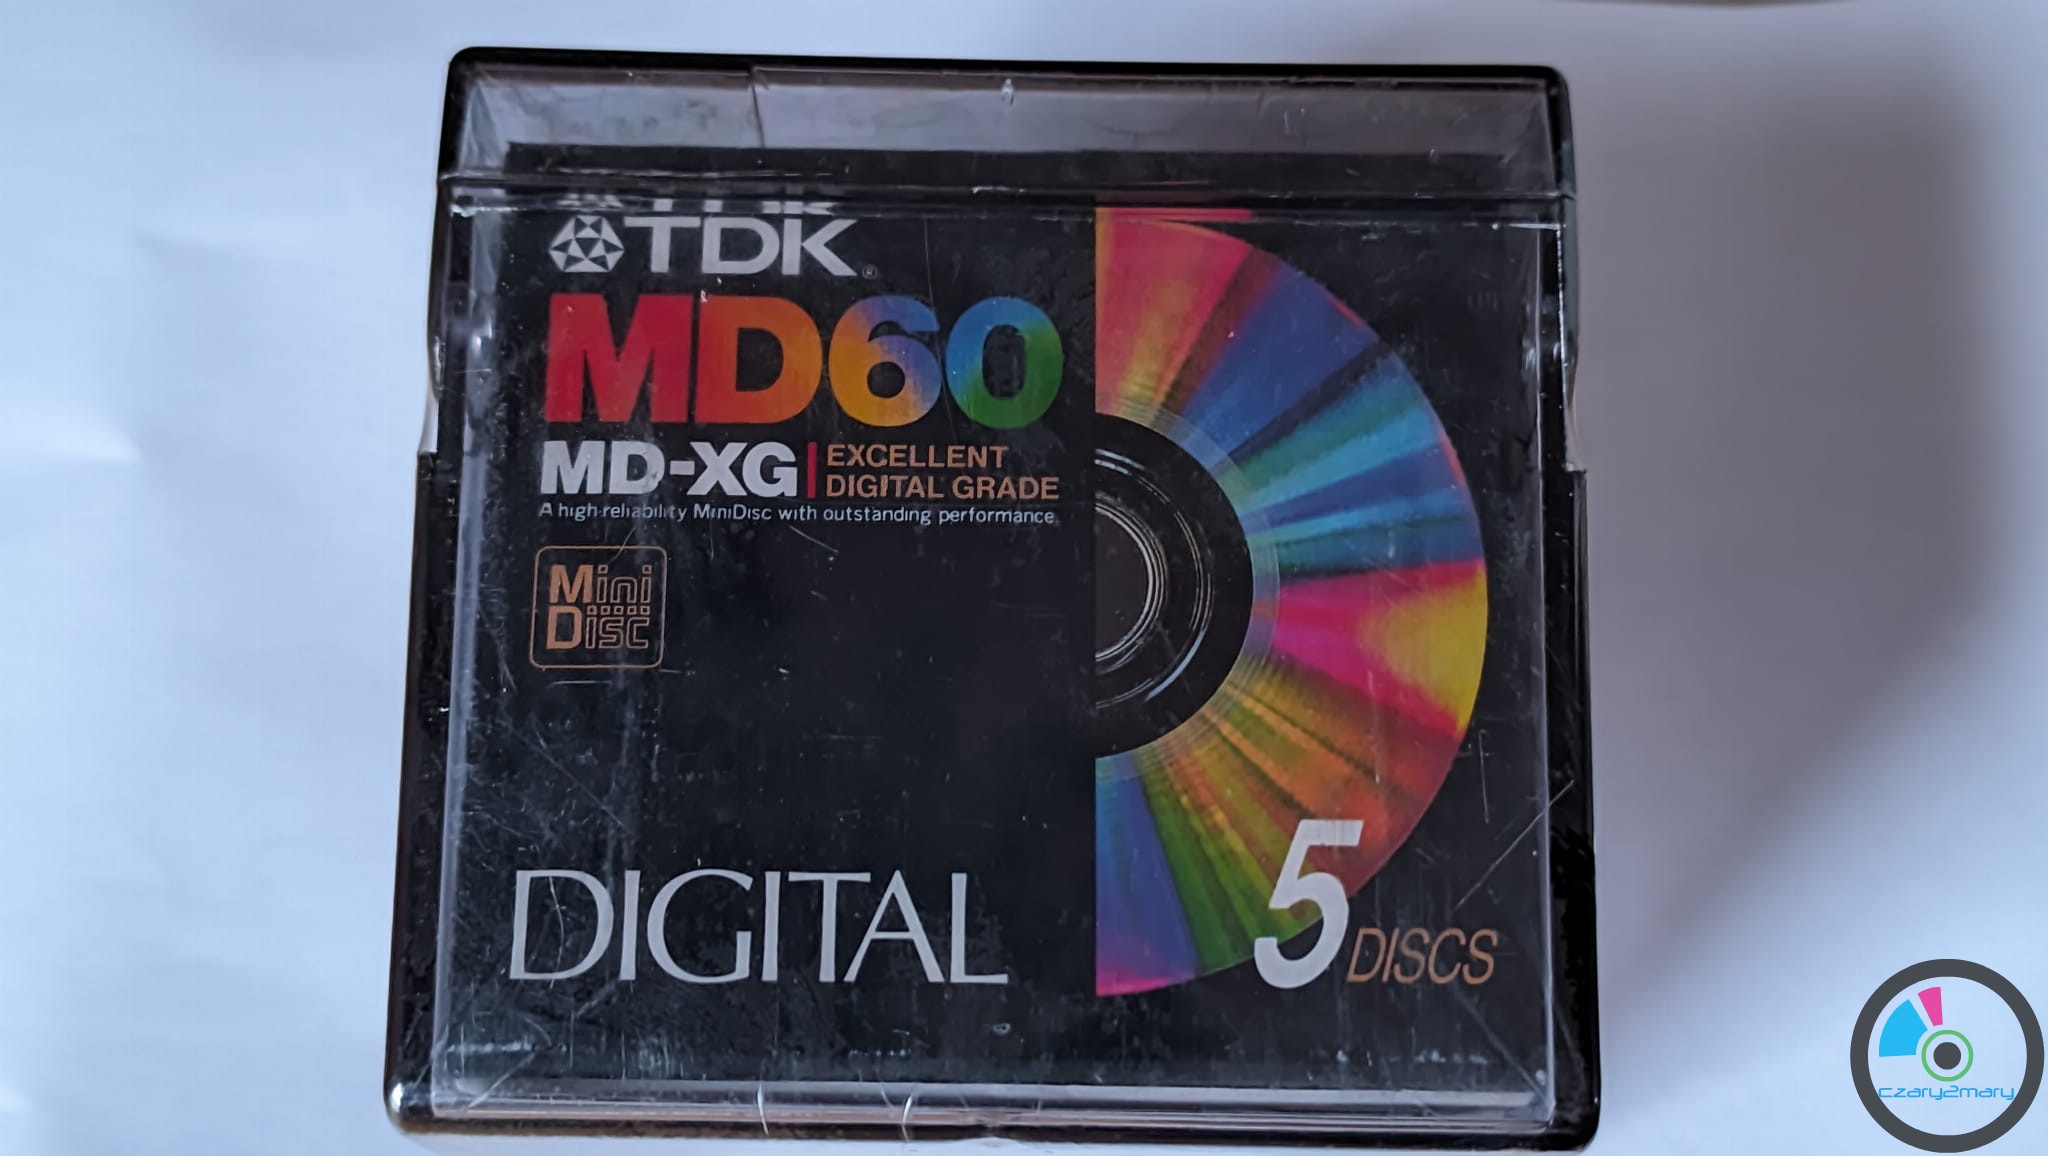 TDK®
MD60
MD-XG EXCELLENT
DIGITAL GRADE
A high-reliability MiniDisc with outstanding performance.
Mini
Disc
DIGITAL
5 DISCS
czary2mary